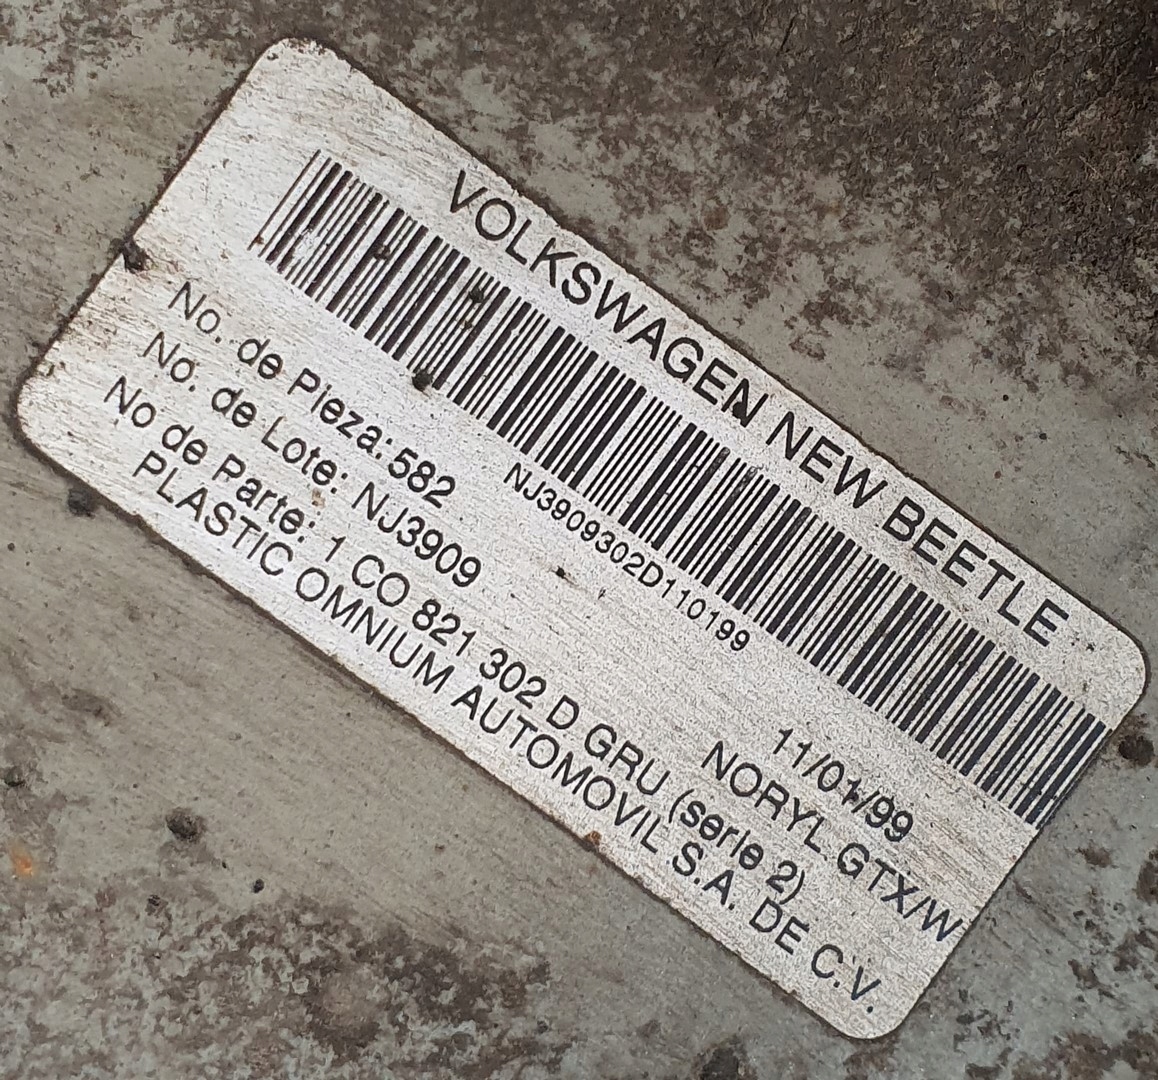 VOLKSWAGEN NEW BEETLE
NJ3909302D110199
No. de Pieza: 582
11/01/99
No. de Lote: NJ3909
NORYL GTX/W
No de Parte: 1 CO 821 302 D GRU (serie 2)
PLASTIC OMNIUM AUTOMOVIL S.A. DE C.V.